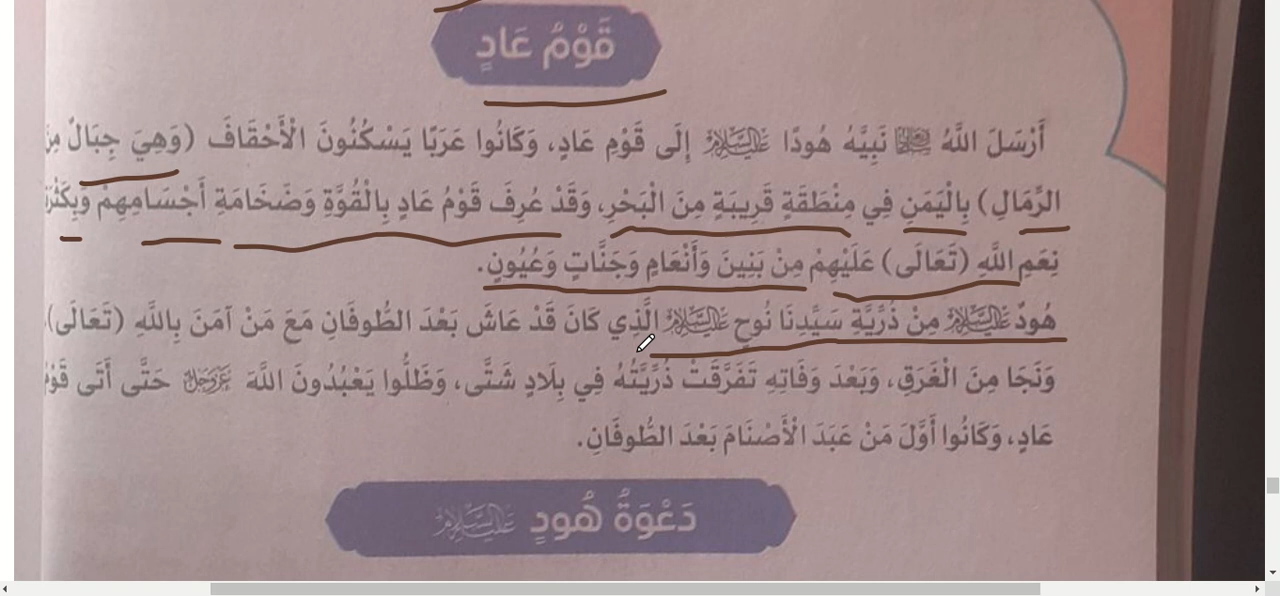 قَوْمُ عَادٍ
أَرْسَلَ اللَّهُ نَبِيَّهُ هُودًا عَلَيْهِ السَّلَامُ إِلَى قَوْمِ عَادٍ، وَكَانُوا عَرَبًا يَسْكُنُونَ الْأَحْقَافَ (وَهِيَ جِبَالٌ
الرِّمَالِ) بِالْيَمَنِ فِي مِنْطَقَةٍ قَرِيبَةٍ مِنَ الْبَحْرِ، وَقَدْ عُرِفَ قَوْمُ عَادٍ بِالْقُوَّةِ وَضَخَامَةِ أَجْسَامِهِمْ
نِعَمِ اللَّهِ (تَعَالَى) عَلَيْهِمْ مِنْ بَنِينَ وَأَنْعَامٍ وَجَنَّاتٍ وَعُيُونٍ.
هُودٌ عَلَيْهِ السَّلَامُ مِنْ ذُرِّيَّةِ سَيِّدِنَا نُوحٍ عَلَيْهِ السَّلَامُ الَّذِي كَانَ قَدْ عَاشَ بَعْدَ الطُّوفَانِ مَعَ مَنْ آمَنَ بِاللَّهِ (تَعَالَى)
وَنَجَا مِنَ الْغَرَقِ، وَبَعْدَ وَفَاتِهِ تَفَرَّقَتْ ذُرِّيَّتُهُ فِي بِلَادٍ شَتَّى، وَظَلُّوا يَعْبُدُونَ اللَّهَ عَزَّ وَجَلَّ حَتَّى أَتَى
عَادٍ، وَكَانُوا أَوَّلَ مَنْ عَبَدَ الْأَصْنَامَ بَعْدَ الطُّوفَانِ.
دَعْوَةُ هُودٍ عَلَيْهِ السَّلَامُ